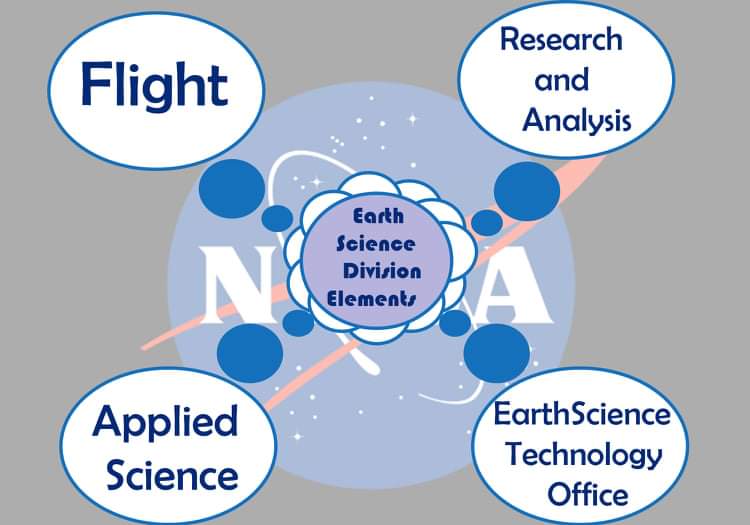 Flight
Research
and
Analysis
Earth
Science
Division
Elements
N A
Applied
Science
EarthScience
Technology
Office